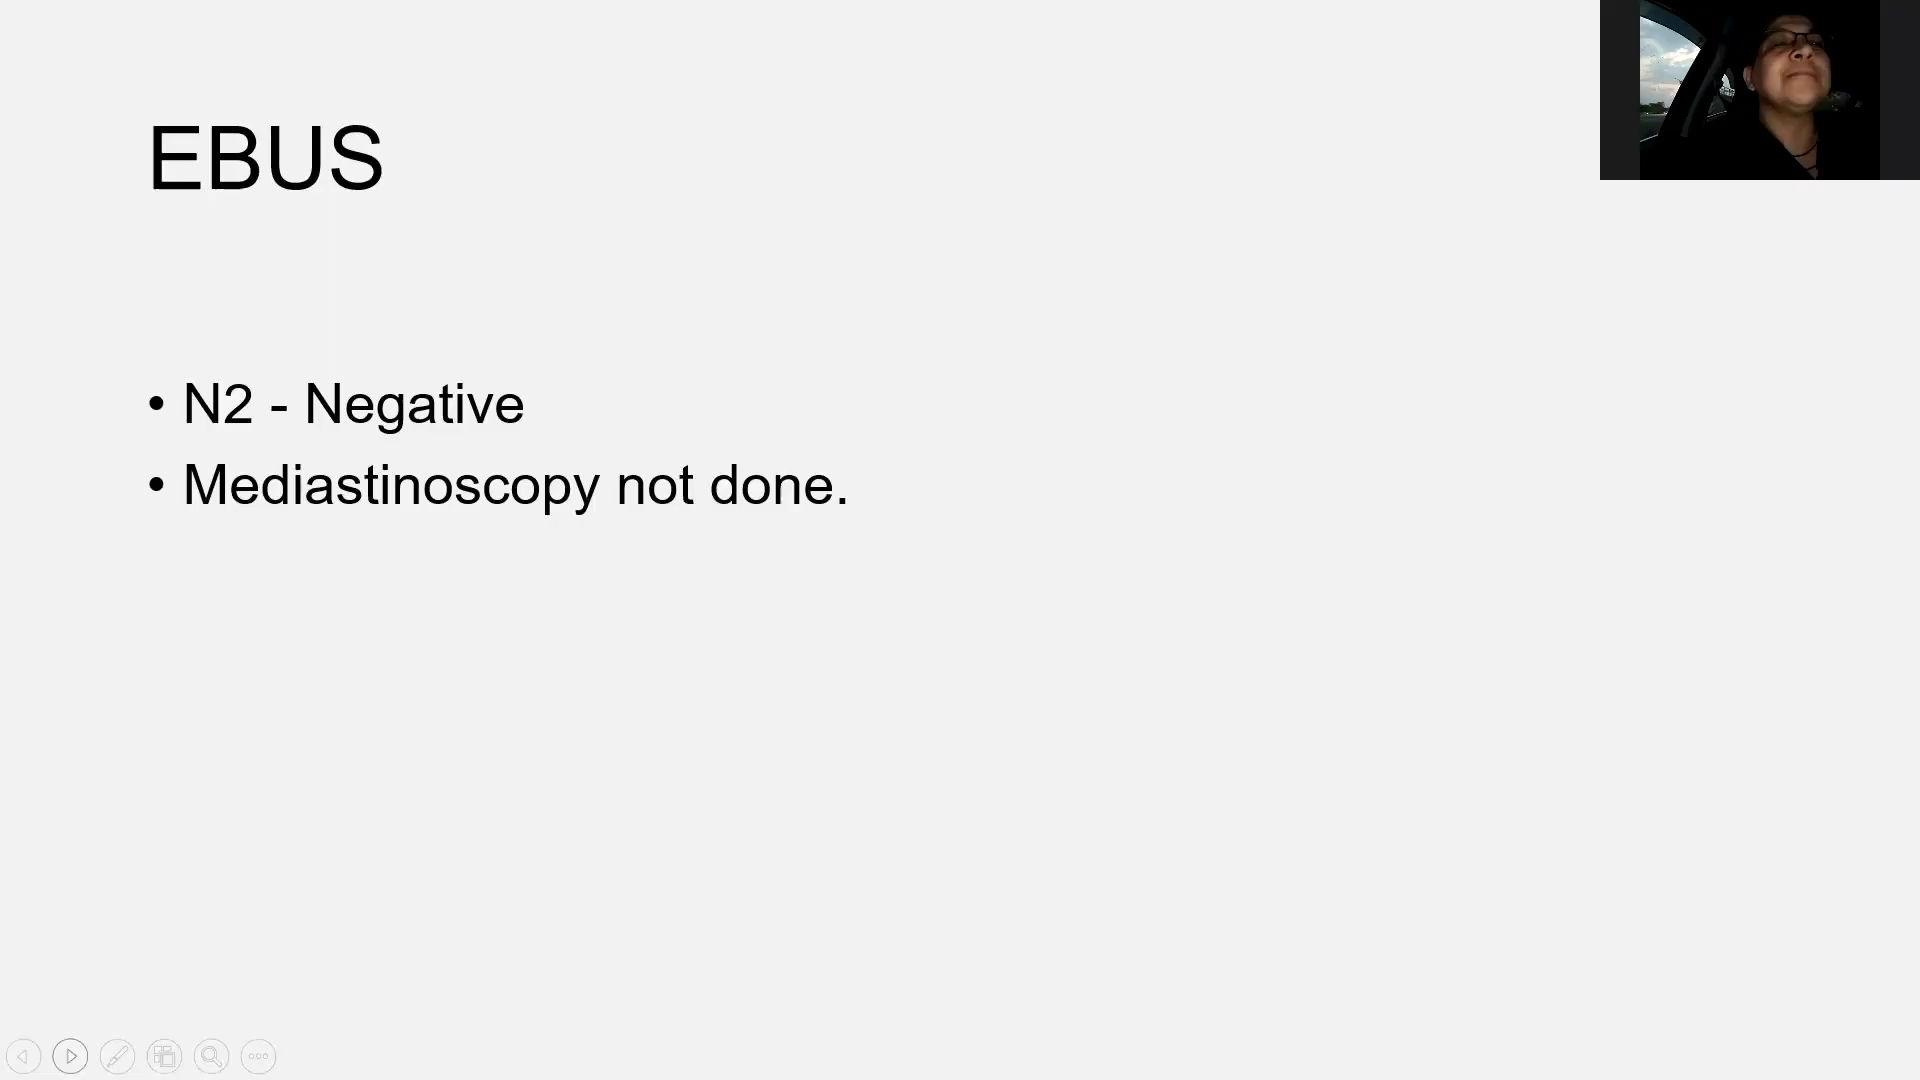 EBUS
• N2 - Negative
• Mediastinoscopy not done.